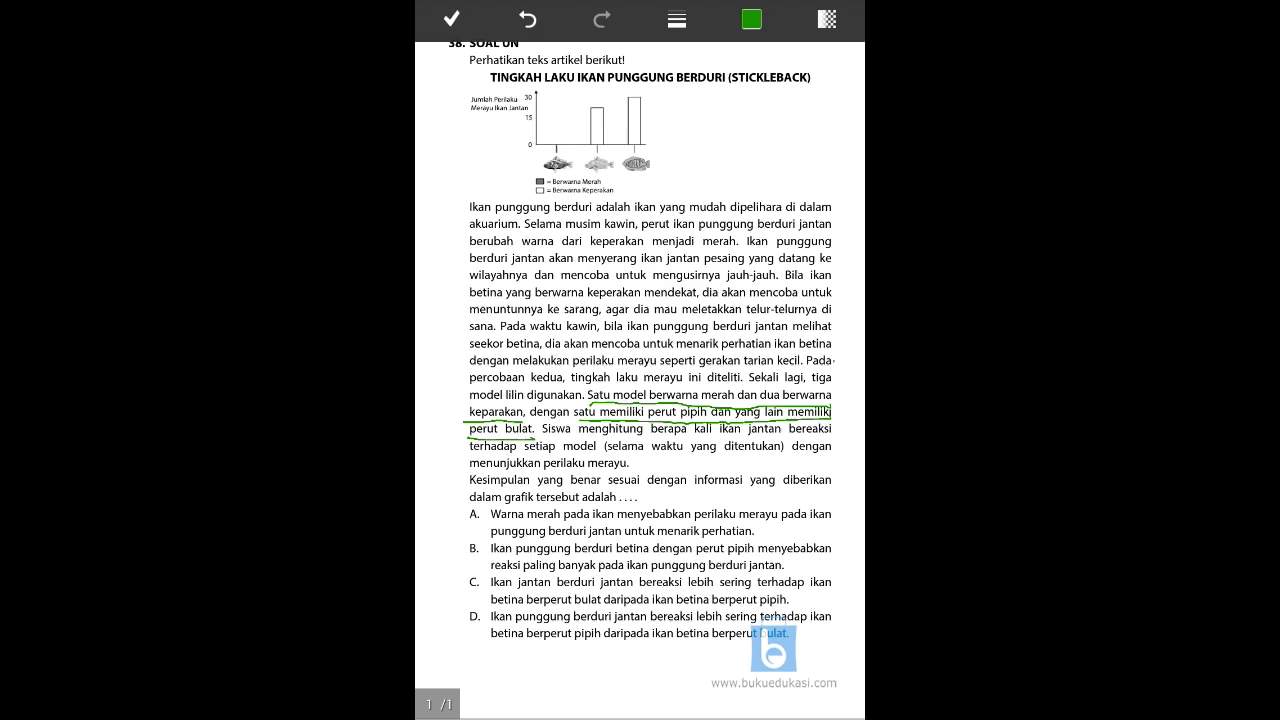 38. SOAL UN
Perhatikan teks artikel berikut!
TINGKAH LAKU IKAN PUNGGUNG BERDURI (STICKLEBACK)
Jumlah Perilaku
Merayu Ikan Jantan
30
15
0
= Berwarna Merah
= Berwarna Keperakan
Ikan punggung berduri adalah ikan yang mudah dipelihara di dalam
akuarium. Selama musim kawin, perut ikan punggung berduri jantan
berubah warna dari keperakan menjadi merah. Ikan punggung
berduri jantan akan menyerang ikan jantan pesaing yang datang ke
wilayahnya dan mencoba untuk mengusirnya jauh-jauh. Bila ikan
betina yang berwarna keperakan mendekat, dia akan mencoba untuk
menuntunnya ke sarang, agar dia mau meletakkan telur-telurnya di
sana. Pada waktu kawin, bila ikan punggung berduri jantan melihat
seekor betina, dia akan mencoba untuk menarik perhatian ikan betina
dengan melakukan perilaku merayu seperti gerakan tarian kecil. Pada
percobaan kedua, tingkah laku merayu ini diteliti. Sekali lagi, tiga
model lilin digunakan. Satu model berwarna merah dan dua berwarna
keparakan, dengan satu memiliki perut pipih dan yang lain memiliki
perut bulat. Siswa menghitung berapa kali ikan jantan bereaksi
terhadap setiap model (selama waktu yang ditentukan) dengan
menunjukkan perilaku merayu.
Kesimpulan yang benar sesuai dengan informasi yang diberikan
dalam grafik tersebut adalah . . . .
A. Warna merah pada ikan menyebabkan perilaku merayu pada ikan
punggung berduri jantan untuk menarik perhatian.
B. Ikan punggung berduri betina dengan perut pipih menyebabkan
reaksi paling banyak pada ikan punggung berduri jantan.
C. Ikan jantan berduri jantan bereaksi lebih sering terhadap ikan
betina berperut bulat daripada ikan betina berperut pipih.
D. Ikan punggung berduri jantan bereaksi lebih sering terhadap ikan
betina berperut pipih daripada ikan betina berperut bulat.
b
www.bukuedukasi.com
1 /1